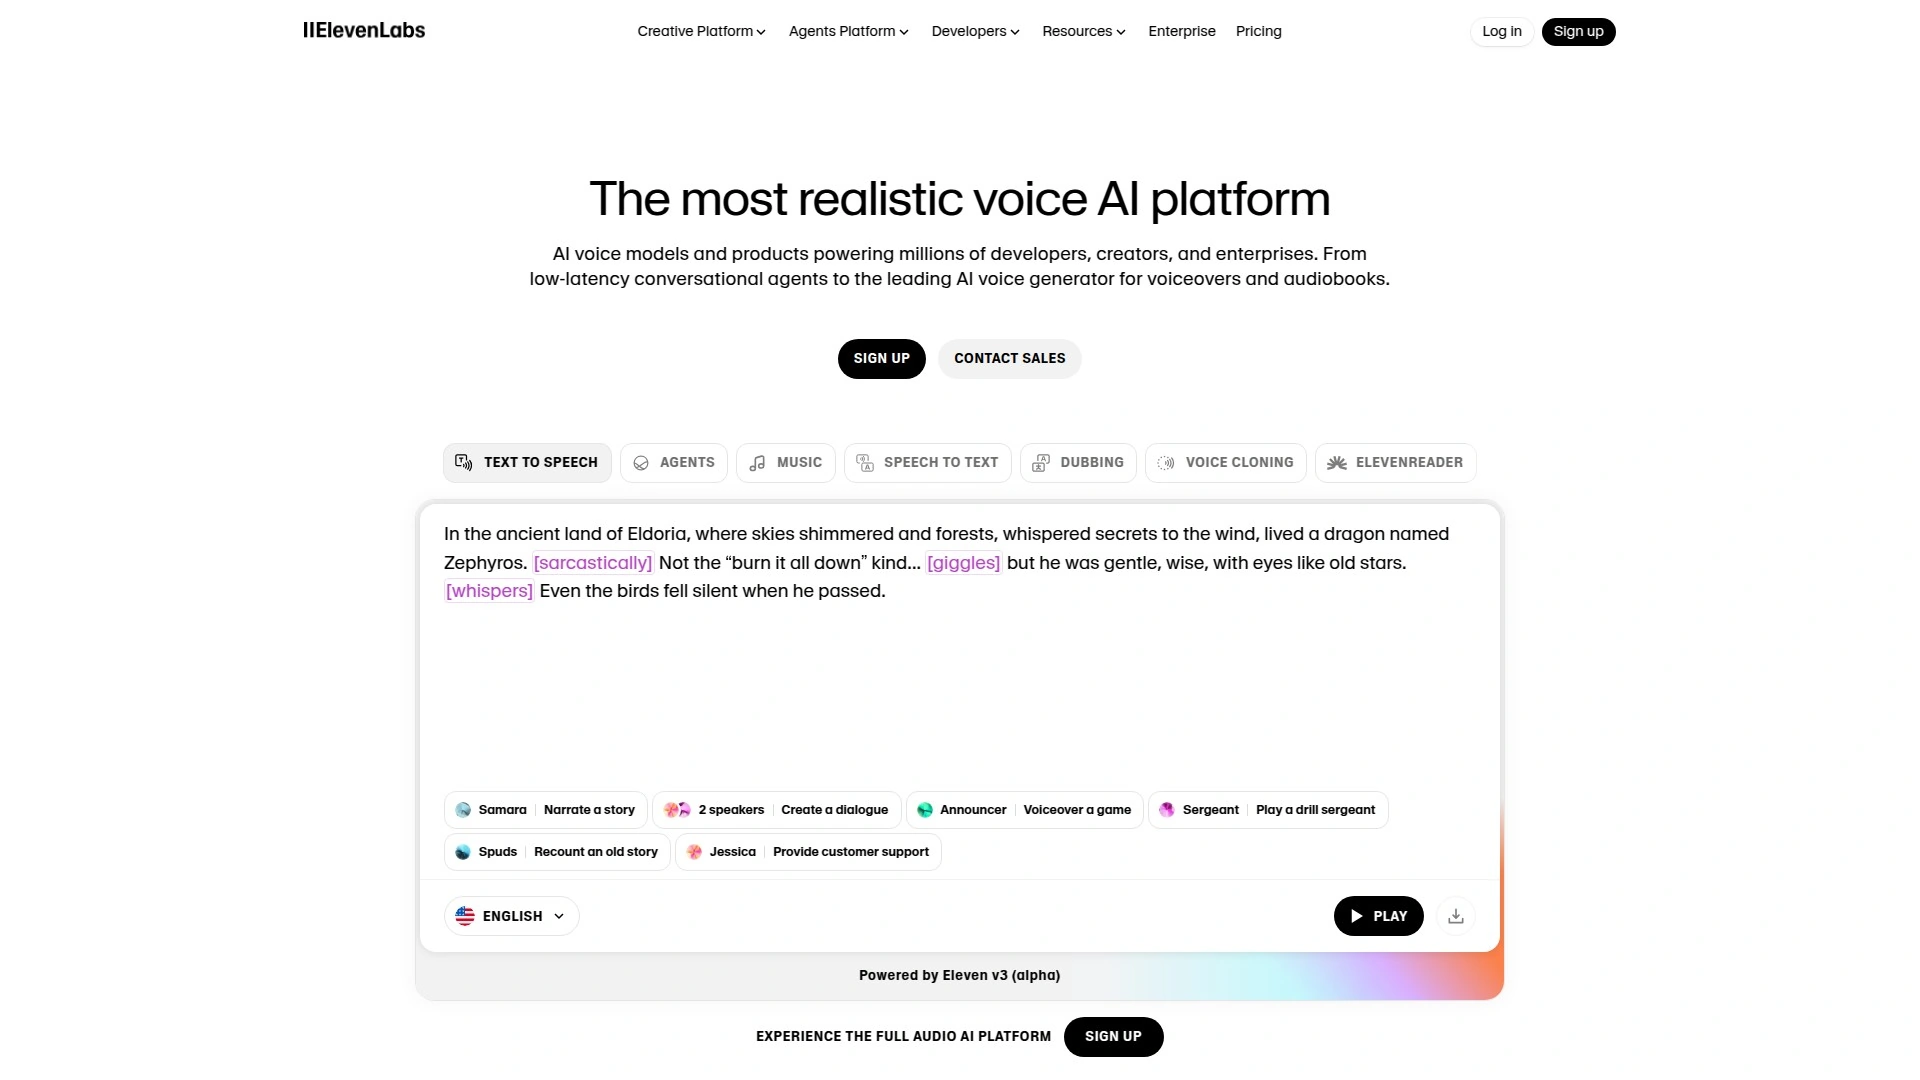 IIElevenLabs
Creative Platform
Agents Platform
Developers
Resources
Enterprise
Pricing
Log in
Sign up
The most realistic voice AI platform
AI voice models and products powering millions of developers, creators, and enterprises. From
low-latency conversational agents to the leading AI voice generator for voiceovers and audiobooks.
SIGN UP
CONTACT SALES
TEXT TO SPEECH
AGENTS
MUSIC
SPEECH TO TEXT
DUBBING
VOICE CLONING
ELEVENREADER
In the ancient land of Eldoria, where skies shimmered and forests, whispered secrets to the wind, lived a dragon named
Zephyros. [sarcastically] Not the “burn it all down” kind... [giggles] but he was gentle, wise, with eyes like old stars.
[whispers] Even the birds fell silent when he passed.
Samara | Narrate a story
2 speakers | Create a dialogue
Announcer | Voiceover a game
Sergeant | Play a drill sergeant
Spuds | Recount an old story
Jessica | Provide customer support
ENGLISH
PLAY
Powered by Eleven v3 (alpha)
EXPERIENCE THE FULL AUDIO AI PLATFORM
SIGN UP